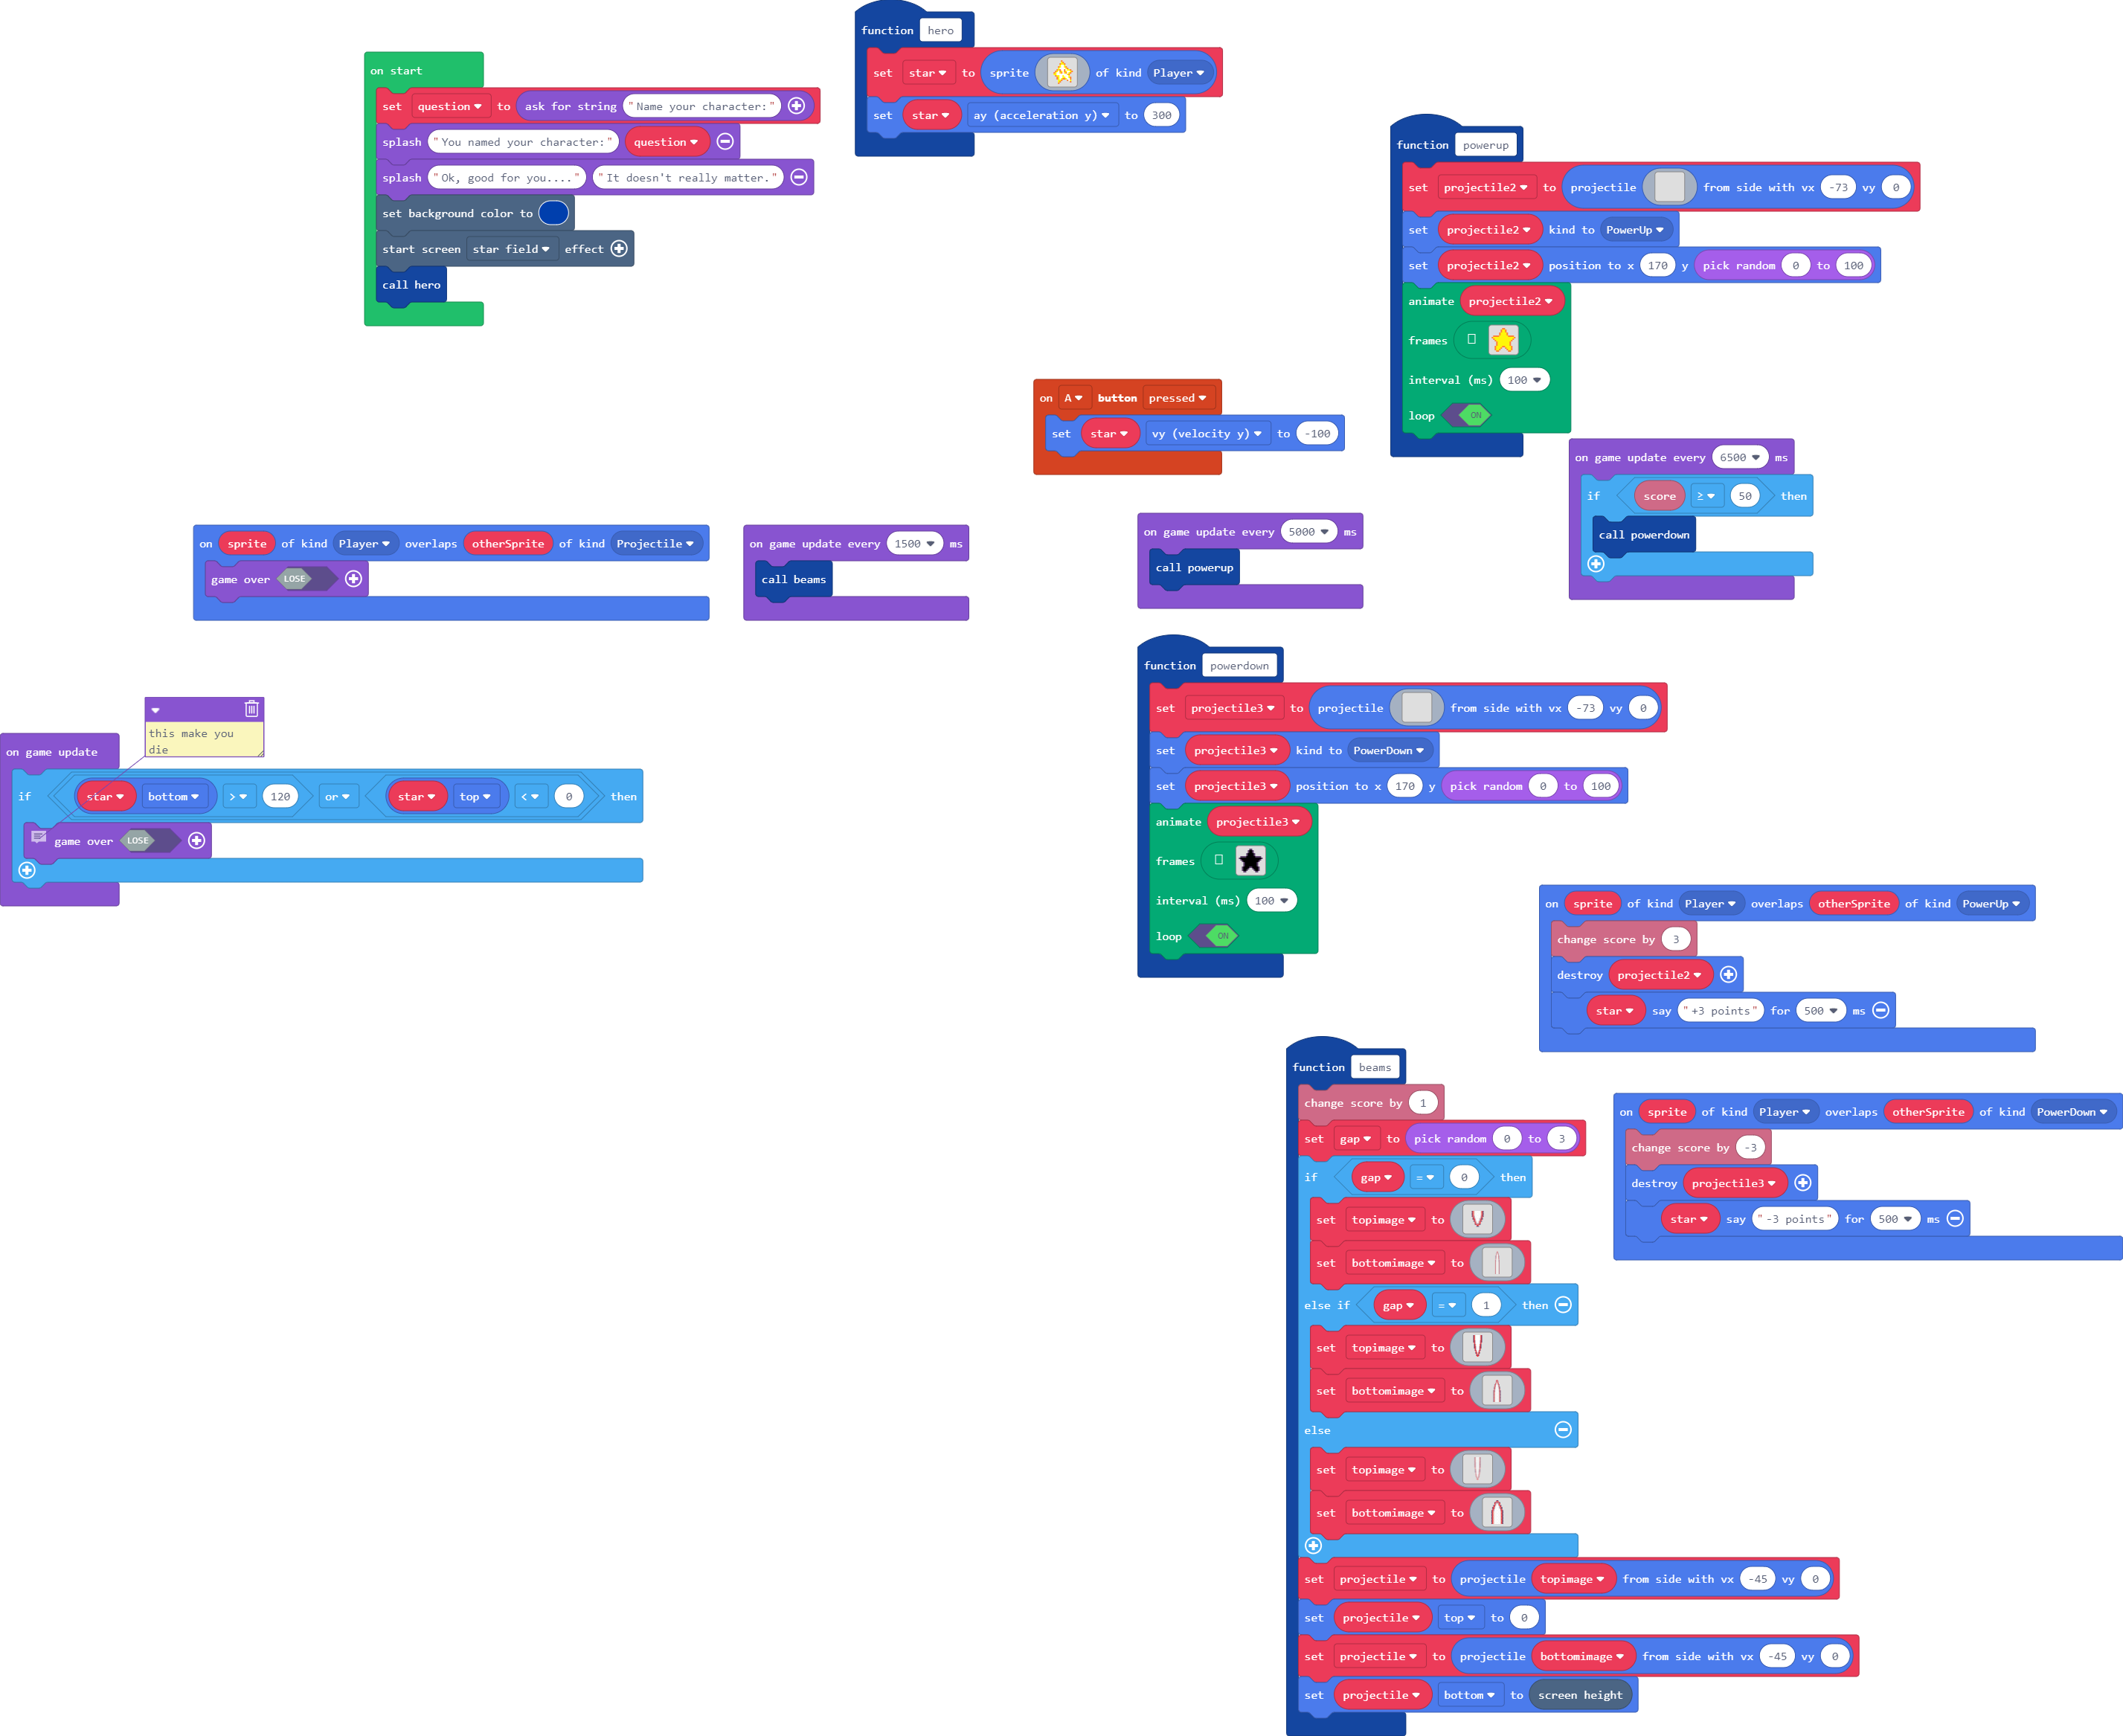 function hero
set star to sprite of kind Player
set star ay (acceleration y) to 300
on start
set question to ask for string "Name your character:"
splash "You named your character:" question
splash "Ok, good for you...." "It doesn't really matter."
set background color to
start screen star field effect
call hero
function powerup
set projectile2 to projectile from side with vx -73 vy 0
set projectile2 kind to PowerUp
set projectile2 position to x 170 y pick random 0 to 100
animate projectile2
frames
interval (ms) 100
loop ON
on A button pressed
set star vy (velocity y) to -100
on game update every 6500 ms
if score ≥ 50 then
call powerdown
on sprite of kind Player overlaps otherSprite of kind Projectile
game over LOSE
on game update every 1500 ms
call beams
on game update every 5000 ms
call powerup
function powerdown
set projectile3 to projectile from side with vx -73 vy 0
set projectile3 kind to PowerDown
set projectile3 position to x 170 y pick random 0 to 100
animate projectile3
frames
interval (ms) 100
loop ON
this make you
die
on game update
if star bottom > 120 or star top < 0 then
game over LOSE
on sprite of kind Player overlaps otherSprite of kind PowerUp
change score by 3
destroy projectile2
star say "+3 points" for 500 ms
function beams
change score by 1
set gap to pick random 0 to 3
if gap = 0 then
set topimage to
set bottomimage to
else if gap = 1 then
set topimage to
set bottomimage to
else
set topimage to
set bottomimage to
set projectile to projectile topimage from side with vx -45 vy 0
set projectile top to 0
set projectile to projectile bottomimage from side with vx -45 vy 0
set projectile bottom to screen height
on sprite of kind Player overlaps otherSprite of kind PowerDown
change score by -3
destroy projectile3
star say "-3 points" for 500 ms